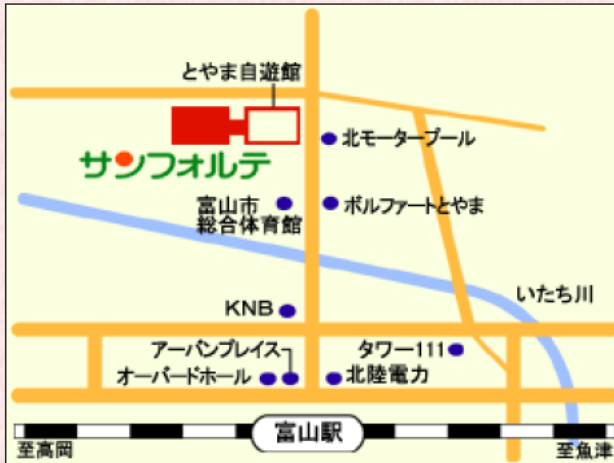 とやま自遊館
サンフォルテ
北モータープール
富山市
総合体育館
ボルファートとやま
いたち川
KNB
アーバンプレイス
タワー111
オーバードホール
北陸電力
富山駅
至高岡
至魚津